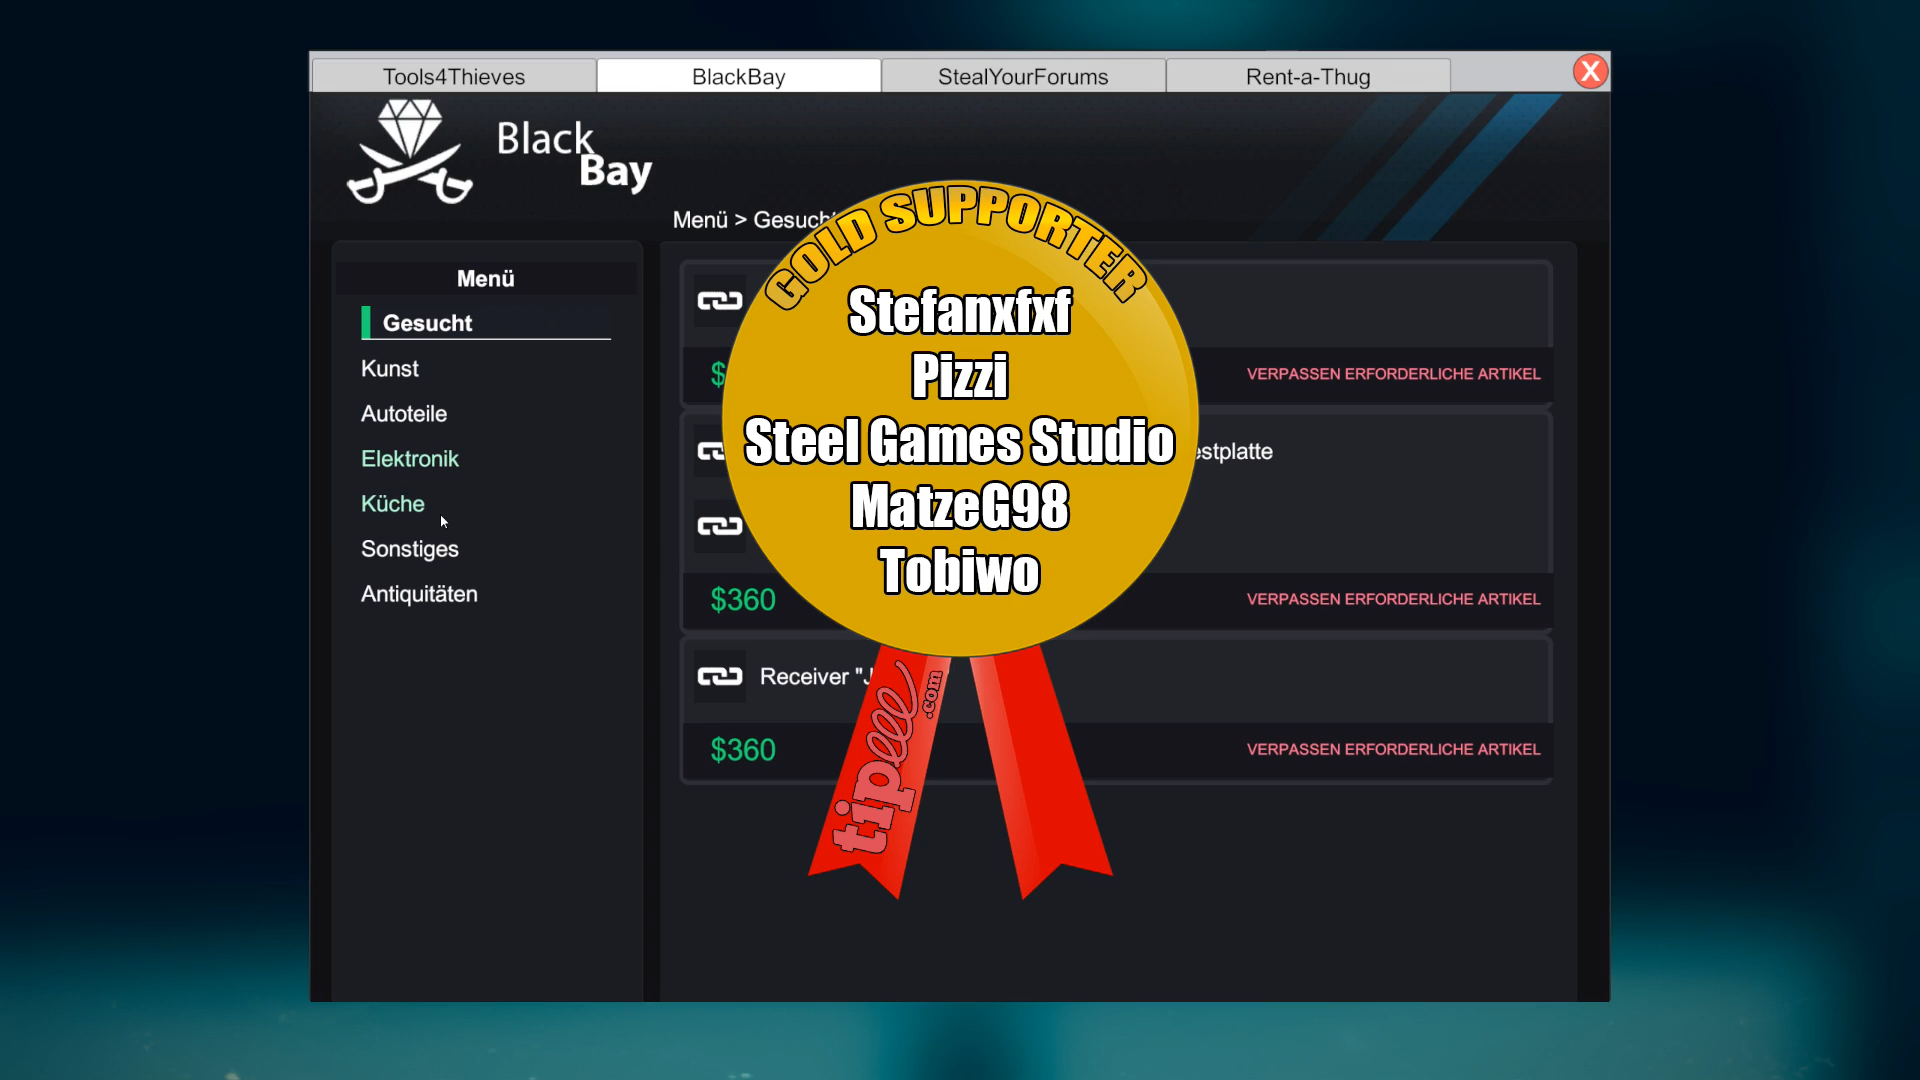 Tools4Thieves
BlackBay
StealYourForums
Rent-a-Thug
X
Black
Bay
Menü > Gesucht
GOLD SUPPORTER
Stefanxfxf
Pizzi
Steel Games Studio
MatzeG98
Tobiwo
tipeee
.com
Menü
Gesucht
Kunst
Autoteile
Elektronik
Küche
Sonstiges
Antiquitäten
$
VERPASSEN ERFORDERLICHE ARTIKEL
estplatte
$360
VERPASSEN ERFORDERLICHE ARTIKEL
Receiver "J
$360
VERPASSEN ERFORDERLICHE ARTIKEL